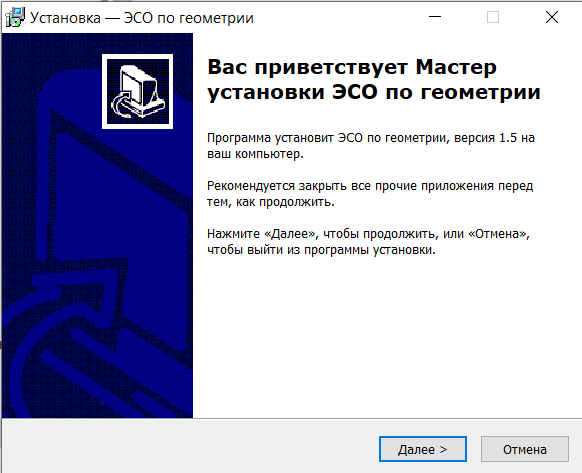 Установка — ЭСО по геометрии
Вас приветствует Мастер
установки ЭСО по геометрии
Программа установит ЭСО по геометрии, версия 1.5 на
ваш компьютер.
Рекомендуется закрыть все прочие приложения перед
тем, как продолжить.
Нажмите «Далее», чтобы продолжить, или «Отмена»,
чтобы выйти из программы установки.
Далее >
Отмена